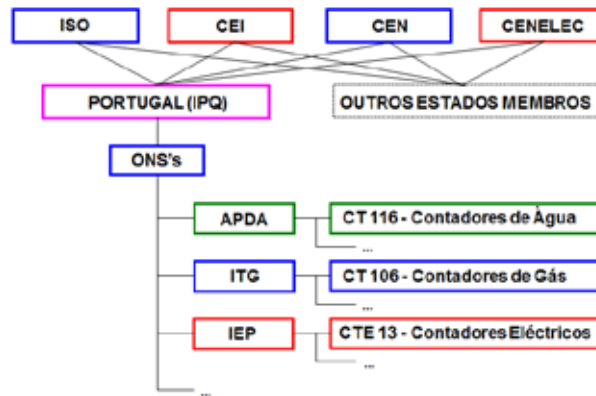 ISO
CEI
CEN
CENELEC
PORTUGAL (IPQ)
OUTROS ESTADOS MEMBROS
ONS's
APDA
CT 116 - Contadores de Água
...
ITG
CT 106 - Contadores de Gás
...
IEP
CTE 13 - Contadores Eléctricos
...
...